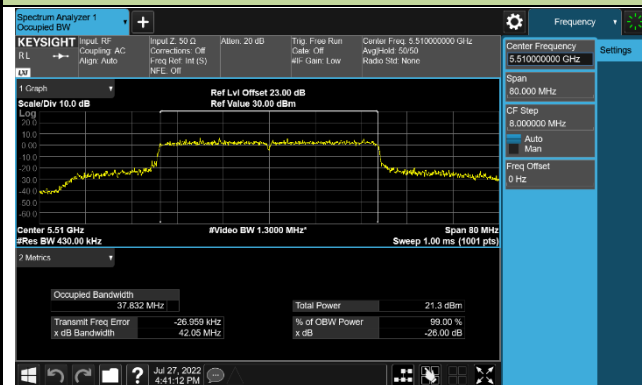 Spectrum Analyzer 1
Occupied BW
Frequency
KEYSIGHT
RL
LXI
Input: RF
Coupling: AC
Align: Auto
Input Z: 50 Ω
Corrections: Off
Freq Ref: Int (S)
NFE: Off
Atten: 20 dB
Trig: Free Run
Gate: Off
#IF Gain: Low
Center Freq: 5.510000000 GHz
Avg|Hold: 50/50
Radio Std: None
Center Frequency
5.510000000 GHz
Settings
Span
80.000 MHz
CF Step
8.000000 MHz
Auto
Man
Freq Offset
0 Hz
1 Graph
Scale/Div 10.0 dB
Log
Ref Lvl Offset 23.00 dB
Ref Value 30.00 dBm
20.0
10.0
0.00
-10.0
-20.0
-30.0
-40.0
-50.0
-60.0
Center 5.51 GHz
#Video BW 1.3000 MHz*
Span 80 MHz
#Res BW 430.00 kHz
Sweep 1.00 ms (1001 pts)
2 Metrics
Occupied Bandwidth
37.832 MHz
Total Power 21.3 dBm
Transmit Freq Error -26.959 kHz
% of OBW Power 99.00 %
x dB Bandwidth 42.05 MHz
x dB -26.00 dB
?
Jul 27, 2022
4:41:12 PM